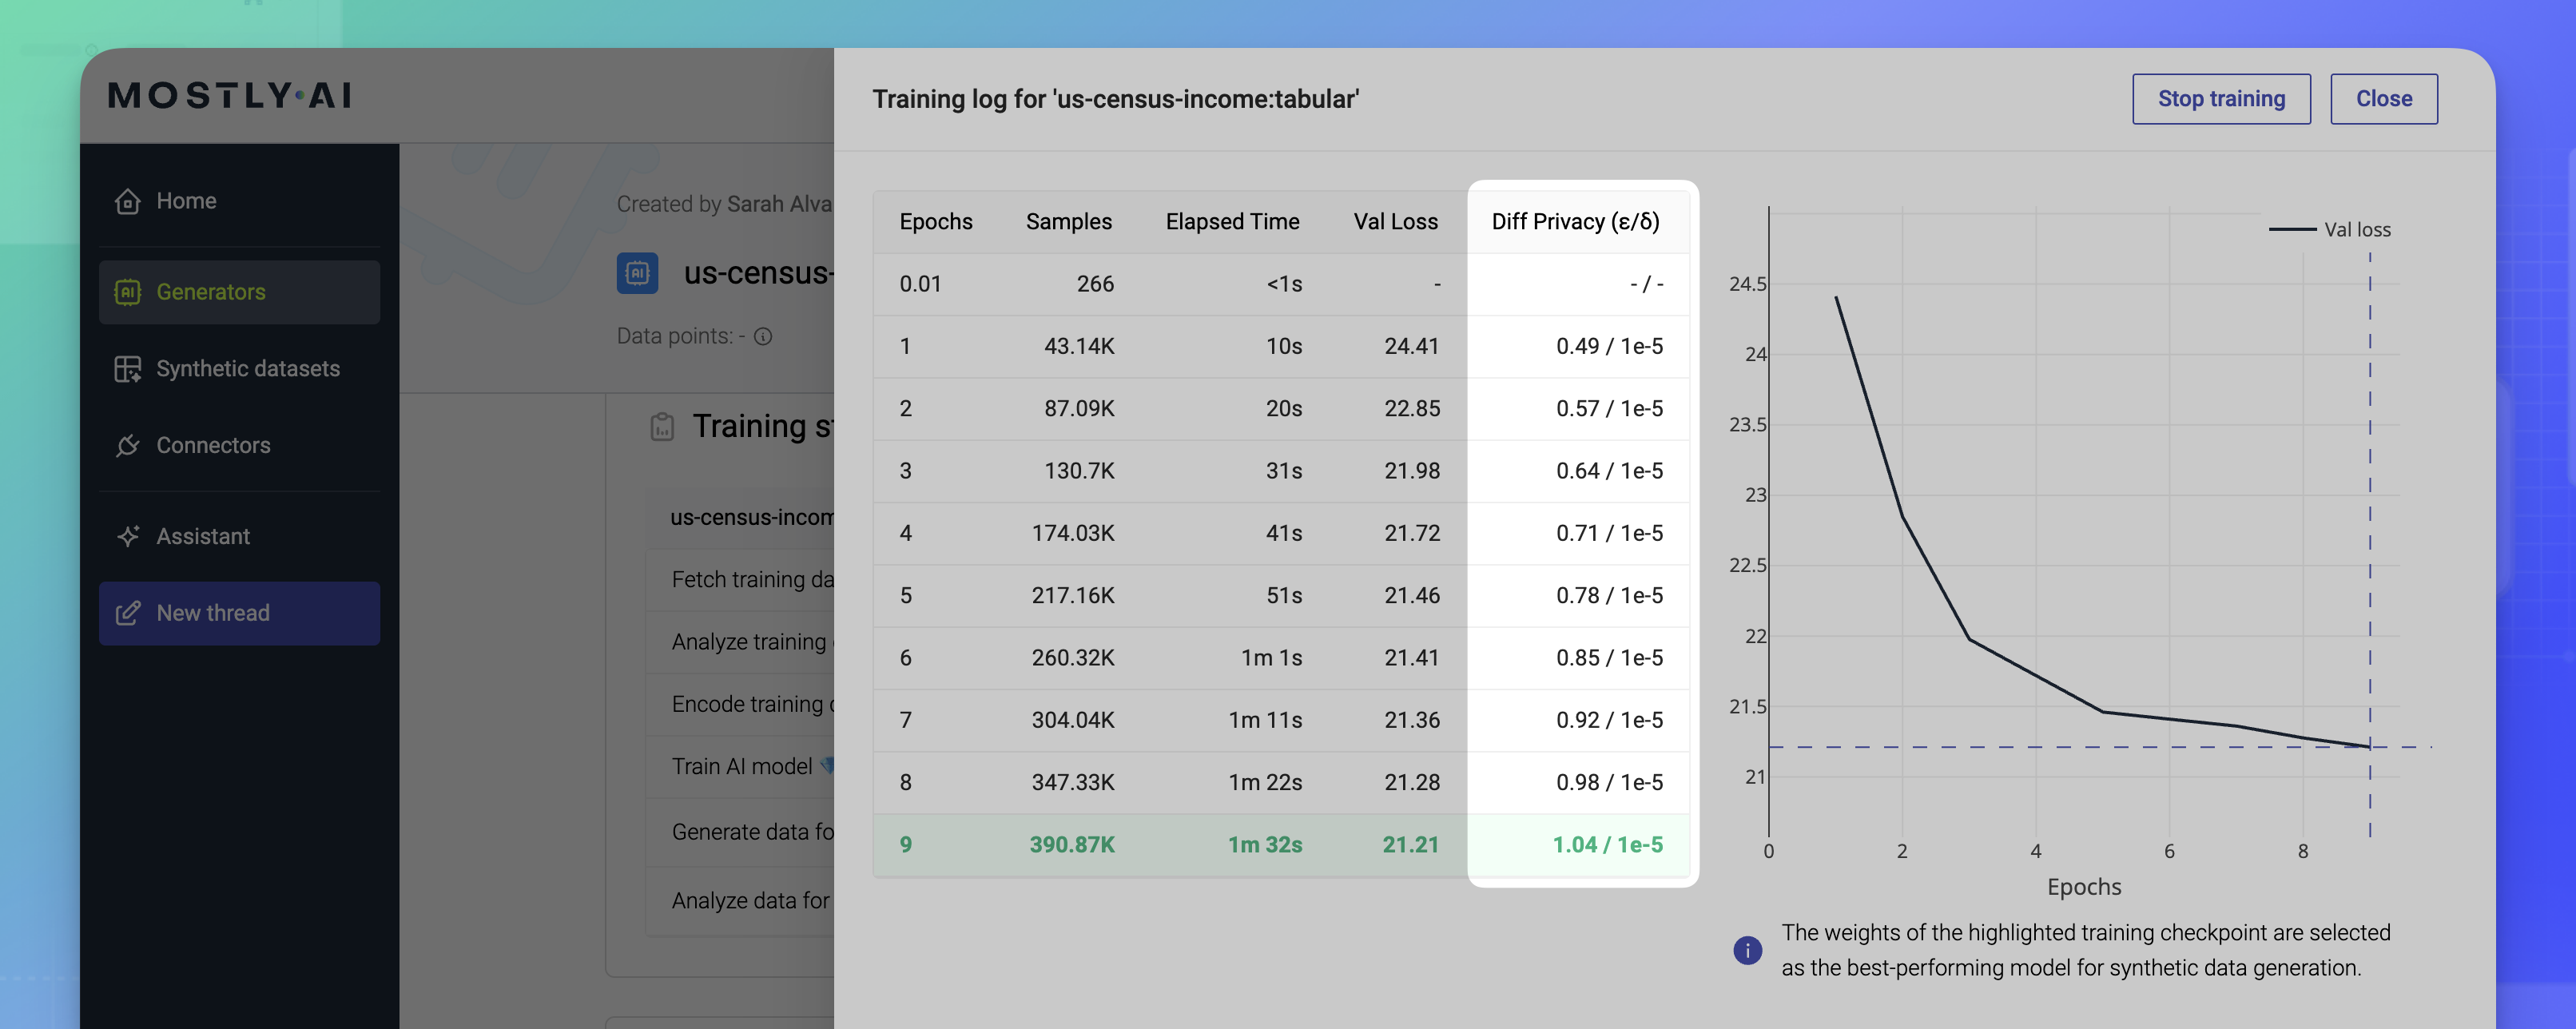 MOSTLY·AI
Home
Generators
Synthetic datasets
Connectors
Assistant
New thread
Created by Sarah Alva
AI
us-census-
Data points: -
Training s
us-census-incom
Fetch training da
Analyze training
Encode training
Train AI model
Generate data fo
Analyze data for
Training log for 'us-census-income:tabular'
Stop training
Close
Epochs Samples Elapsed Time Val Loss Diff Privacy (ε/δ)
0.01 266 <1s - - / -
1 43.14K 10s 24.41 0.49 / 1e-5
2 87.09K 20s 22.85 0.57 / 1e-5
3 130.7K 31s 21.98 0.64 / 1e-5
4 174.03K 41s 21.72 0.71 / 1e-5
5 217.16K 51s 21.46 0.78 / 1e-5
6 260.32K 1m 1s 21.41 0.85 / 1e-5
7 304.04K 1m 11s 21.36 0.92 / 1e-5
8 347.33K 1m 22s 21.28 0.98 / 1e-5
9 390.87K 1m 32s 21.21 1.04 / 1e-5
Val loss
24.5
24
23.5
23
22.5
22
21.5
21
0 2 4 6 8
Epochs
The weights of the highlighted training checkpoint are selected
as the best-performing model for synthetic data generation.